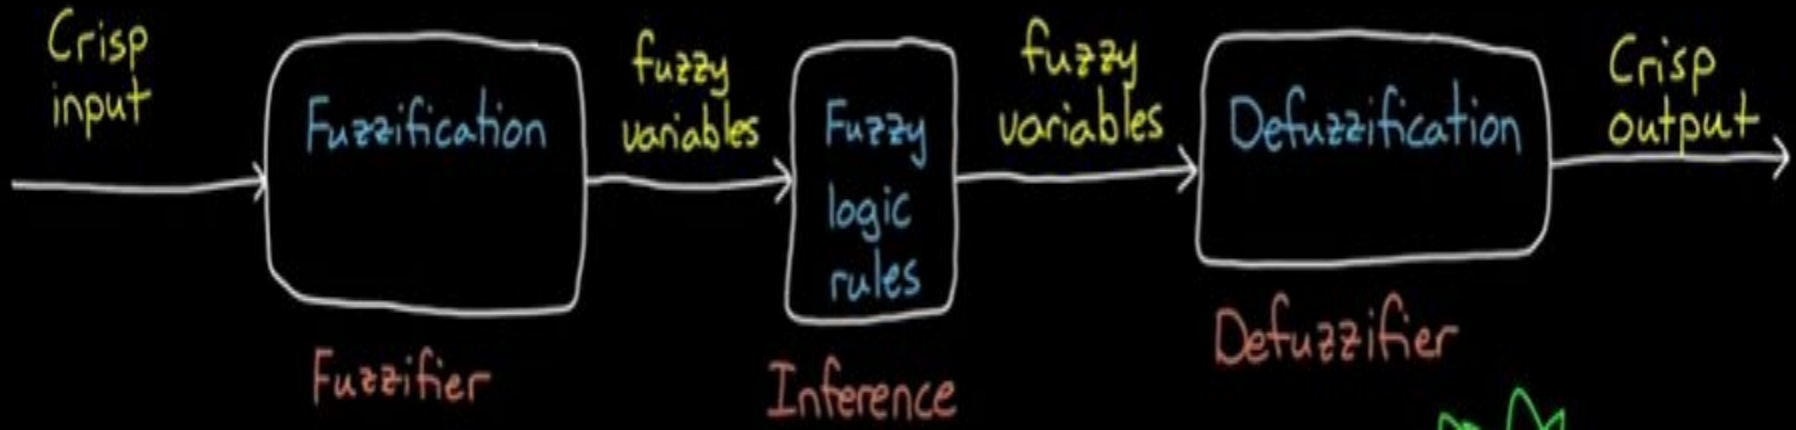 Crisp
input
Fuzzification
fuzzy
variables
Fuzzy
logic
rules
fuzzy
variables
Defuzzification
Crisp
output
Fuzzifier
Inference
Defuzzifier